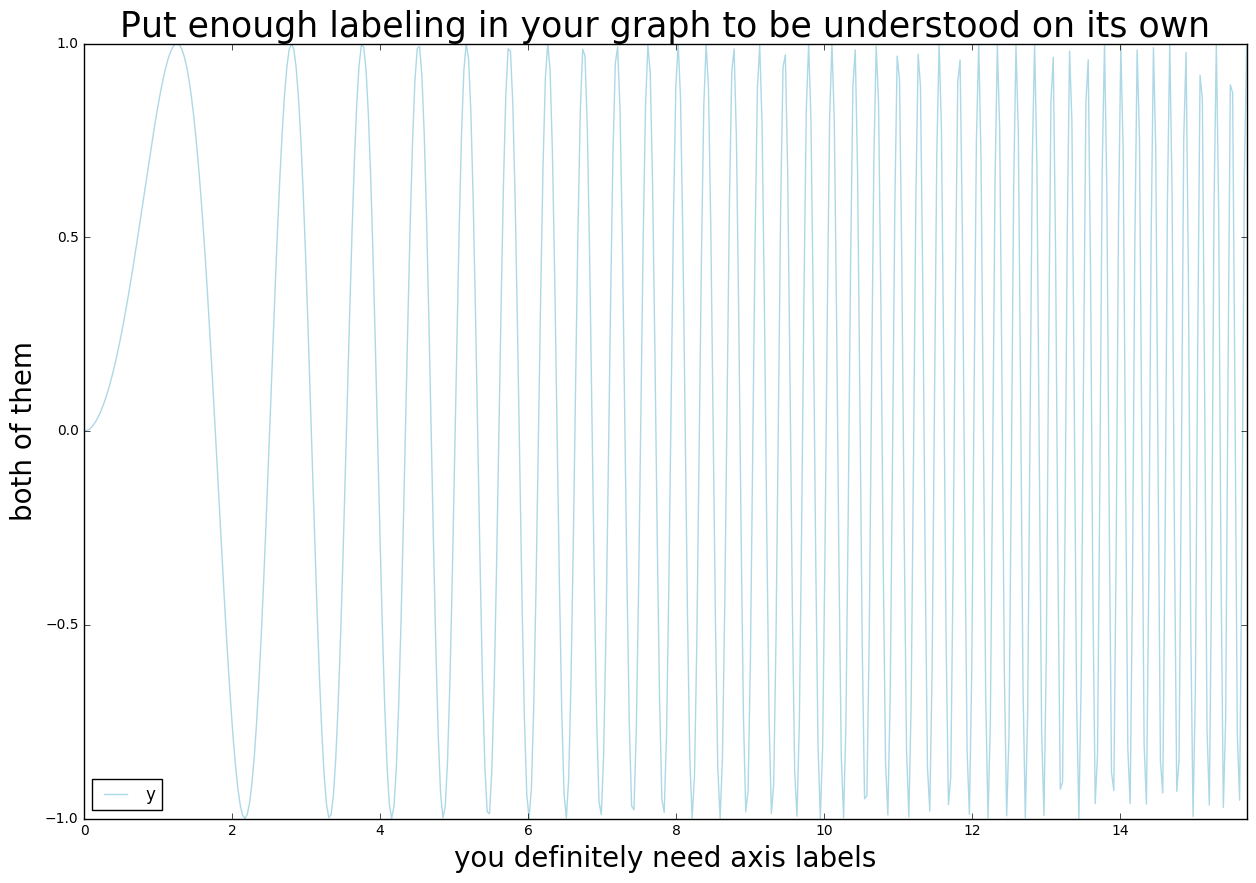 Put enough labeling in your graph to be understood on its own
1.0
0.5
0.0
−0.5
−1.0
both of them
y
0 2 4 6 8 10 12 14
you definitely need axis labels